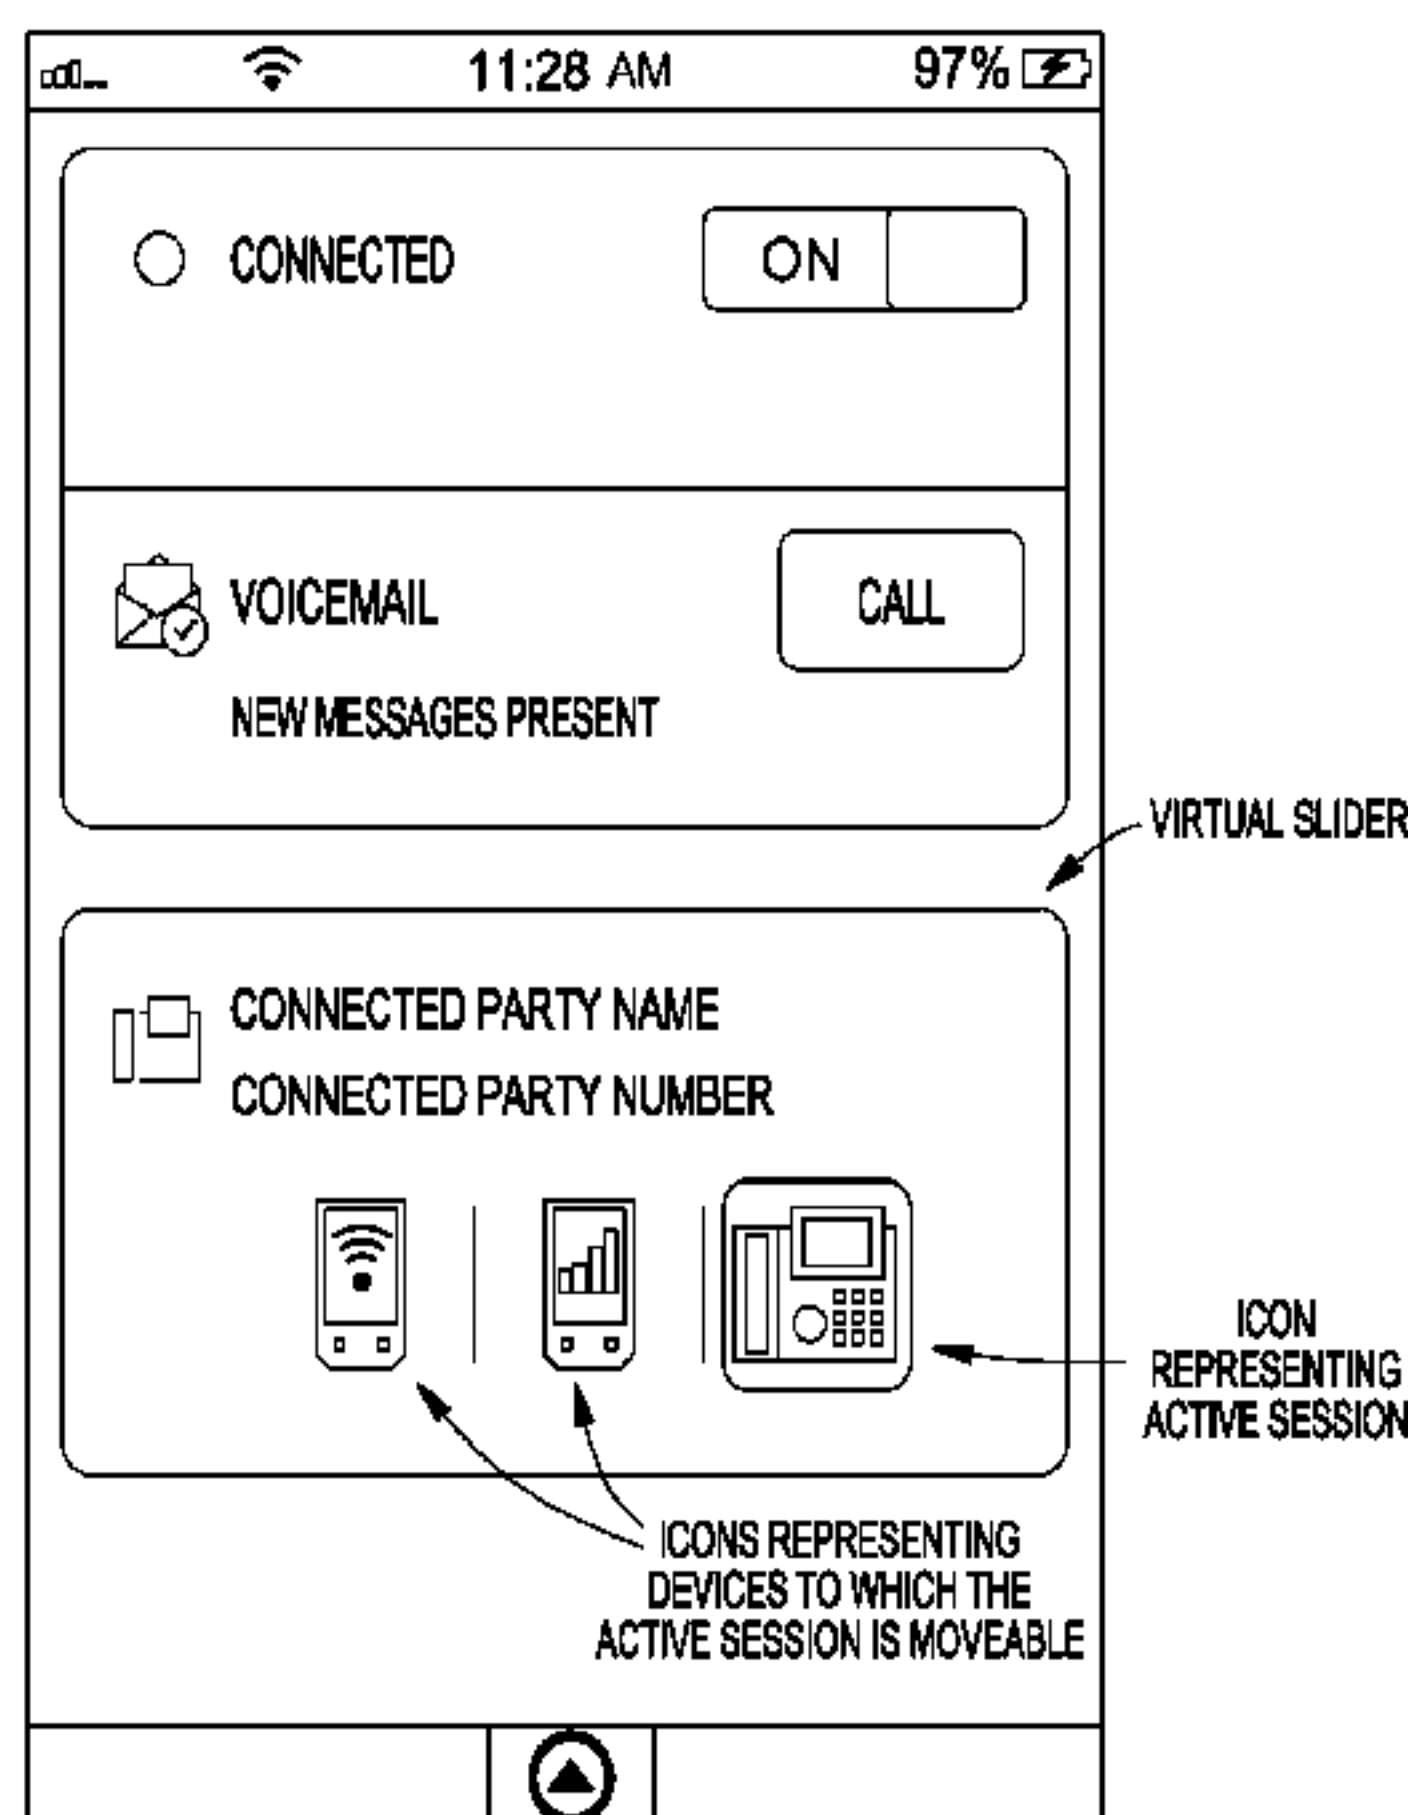 11:28 AM 97%
CONNECTED ON
VOICEMAIL CALL
NEW MESSAGES PRESENT
VIRTUAL SLIDER
CONNECTED PARTY NAME
CONNECTED PARTY NUMBER
ICON
REPRESENTING
ACTIVE SESSION
ICONS REPRESENTING
DEVICES TO WHICH THE
ACTIVE SESSION IS MOVEABLE